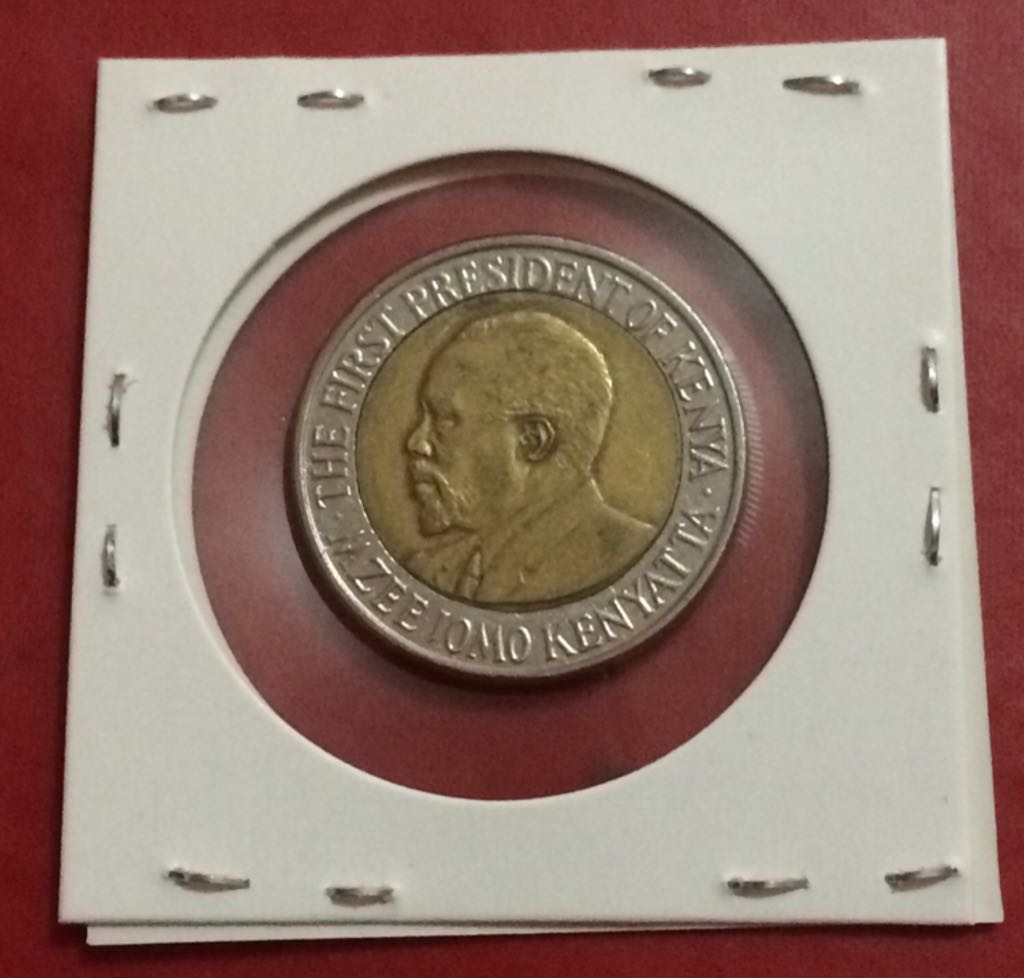 THE FIRST PRESIDENT OF KENYA ·
MZEE JOMO KENYATTA ·